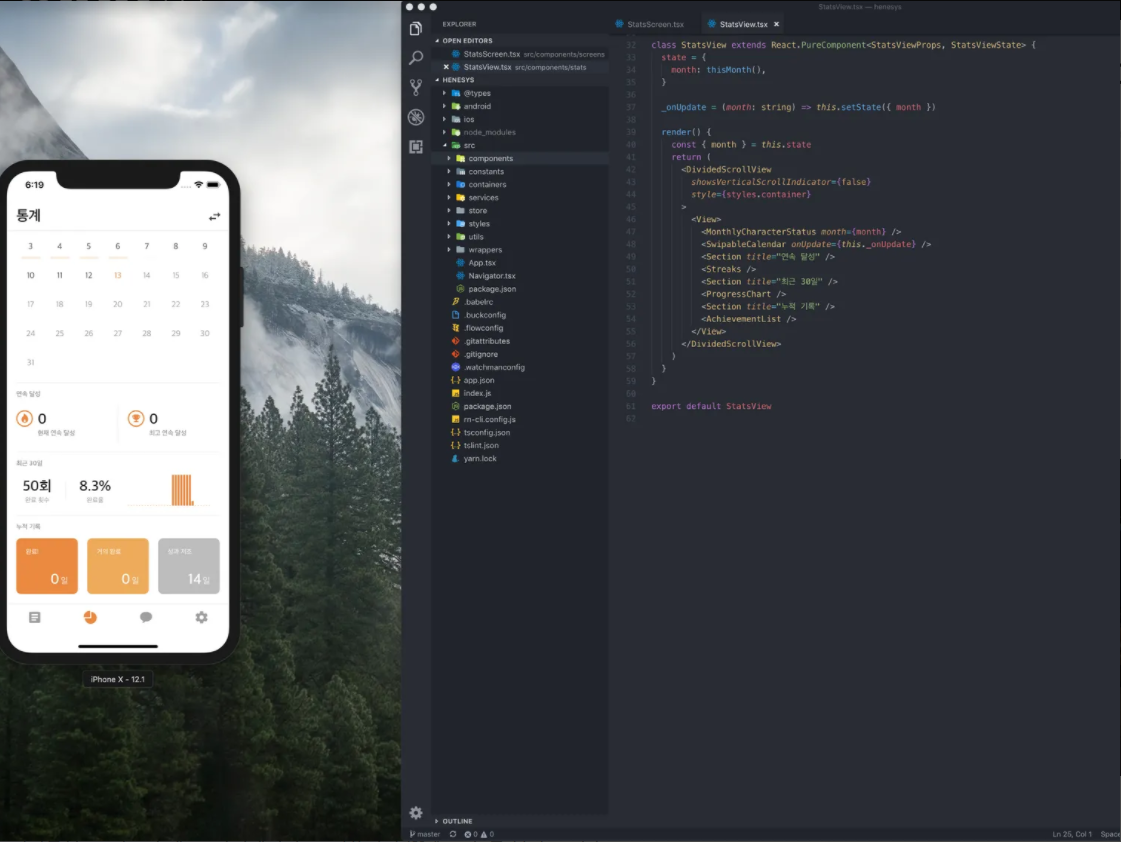 6:19
통계
3 4 5 6 7 8 9
10 11 12 13 14 15 16
17 18 19 20 21 22 23
24 25 26 27 28 29 30
31
연속 달성
0
현재 연속 달성
0
최고 연속 달성
최근 30일
50회
완료 횟수
8.3%
완료율
누적 기록
완료!
0일
거의 완료
0일
14일
iPhone X - 12.1
StatsView.tsx — henesys
EXPLORER
OPEN EDITORS
StatsScreen.tsx src/components/screens
StatsView.tsx src/components/stats
HENESYS
@types
android
ios
node_modules
src
components
constants
containers
services
store
styles
utils
wrappers
App.tsx
Navigator.tsx
package.json
.babelrc
.buckconfig
.flowconfig
.gitattributes
.gitignore
.watchmanconfig
app.json
index.js
package.json
rn-cli.config.js
tsconfig.json
tslint.json
yarn.lock
OUTLINE
StatsScreen.tsx
StatsView.tsx
32 class StatsView extends React.PureComponent<StatsViewProps, StatsViewState> {
33 state = {
34 month: thisMonth(),
35 }
36
37 _onUpdate = (month: string) => this.setState({ month })
38
39 render() {
40 const { month } = this.state
41 return (
42 <DividedScrollView
43 showsVerticalScrollIndicator={false}
44 style={styles.container}
45 >
46 <View>
47 <MonthlyCharacterStatus month={month} />
48 <SwipableCalendar onUpdate={this._onUpdate} />
49 <Section title="연속 달성" />
50 <Streaks />
51 <Section title="최근 30일" />
52 <ProgressChart />
53 <Section title="누적 기록" />
54 <AchievementList />
55 </View>
56 </DividedScrollView>
57 )
58 }
59 }
60
61 export default StatsView
62
master 0 0
Ln 25, Col 1 Space